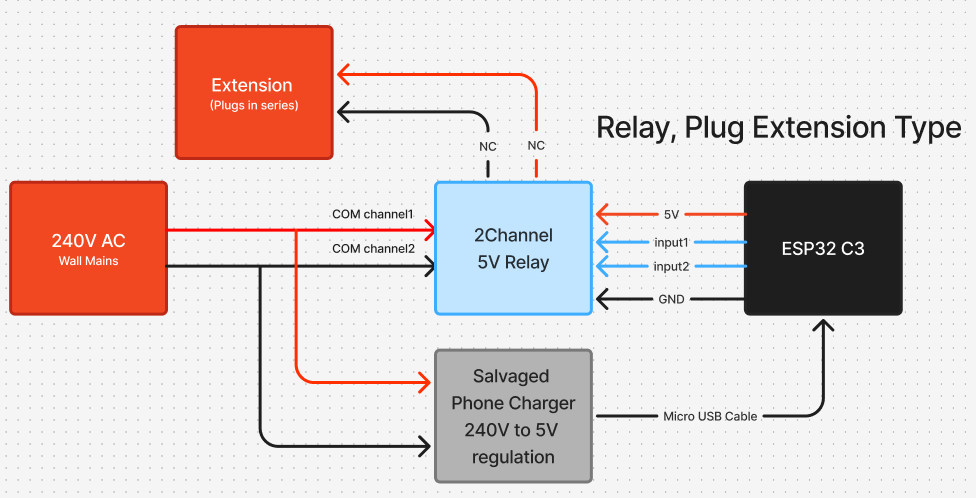 Extension
(Plugs in series)
Relay, Plug Extension Type
NC
NC
240V AC
Wall Mains
COM channel1
COM channel2
2Channel
5V Relay
5V
input1
input2
GND
ESP32 C3
Salvaged
Phone Charger
240V to 5V
regulation
Micro USB Cable